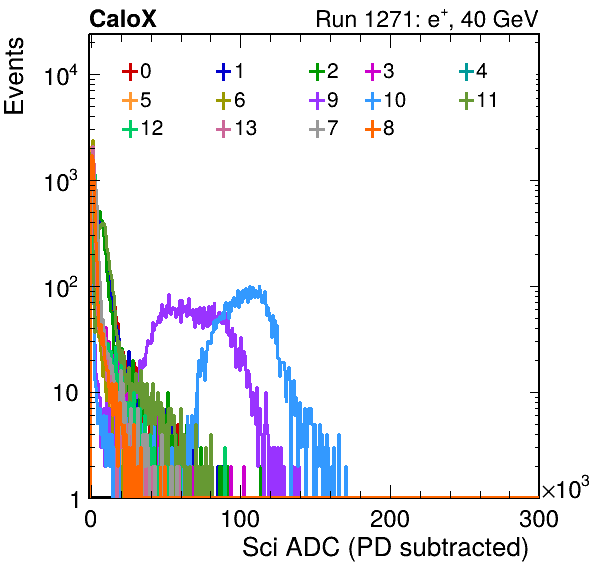 CaloX Run 1271: e⁺, 40 GeV
Events
10⁴
10³
10²
10
1
0 1 2 3 4
5 6 9 10 11
12 13 7 8
0 100 200 300
×10³
Sci ADC (PD subtracted)